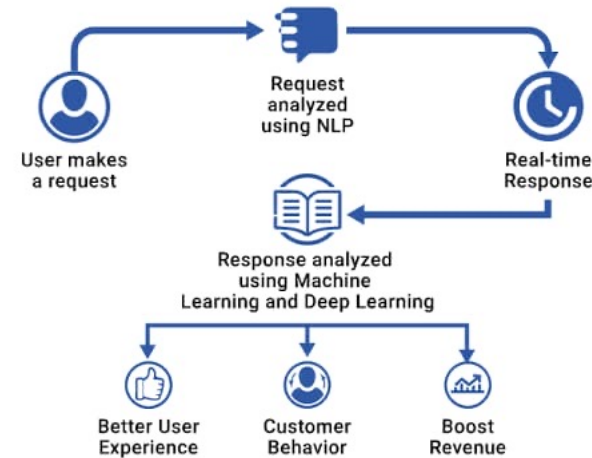 Request
analyzed
using NLP
User makes
a request
Real-time
Response
Response analyzed
using Machine
Learning and Deep Learning
Better User
Experience
Customer
Behavior
Boost
Revenue